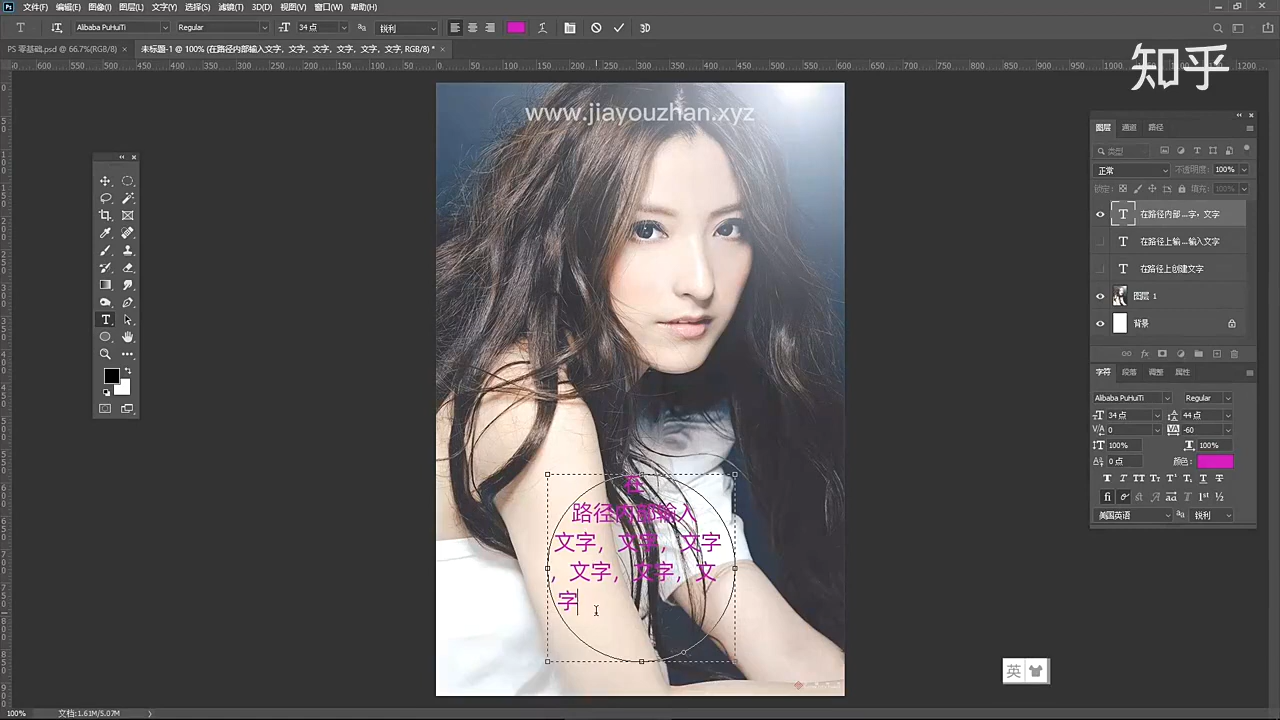 文件(F) 编辑(E) 图像(I) 图层(L) 文字(Y) 选择(S) 滤镜(T) 3D(D) 视图(V) 窗口(W) 帮助(H)
Alibaba PuHuiTi Regular 34 点 锐利 3D
PS 零基础.psd @ 66.7%(RGB/8) × 未标题-1 @ 100% (在路径内部输入文字, 文字, 文字, 文字, 文字, 文字, RGB/8) * ×
知乎
www.jiayouzhan.xyz
图层 通道 路径
类型
正常 不透明度: 100%
锁定: 填充: 100%
在路径内部...字, 文字
在路径上输...输入文字
在路径上创建文字
图层 1
背景
字符 段落 调整 属性
Alibaba PuHuiTi Regular
34 点 44 点
0 -60
100% 100%
0 点 颜色:
美国英语 锐利
在
路径内部输入
文字, 文字, 文字
, 文字, 文字, 文
字
英
100% 文档:1.61M/5.07M